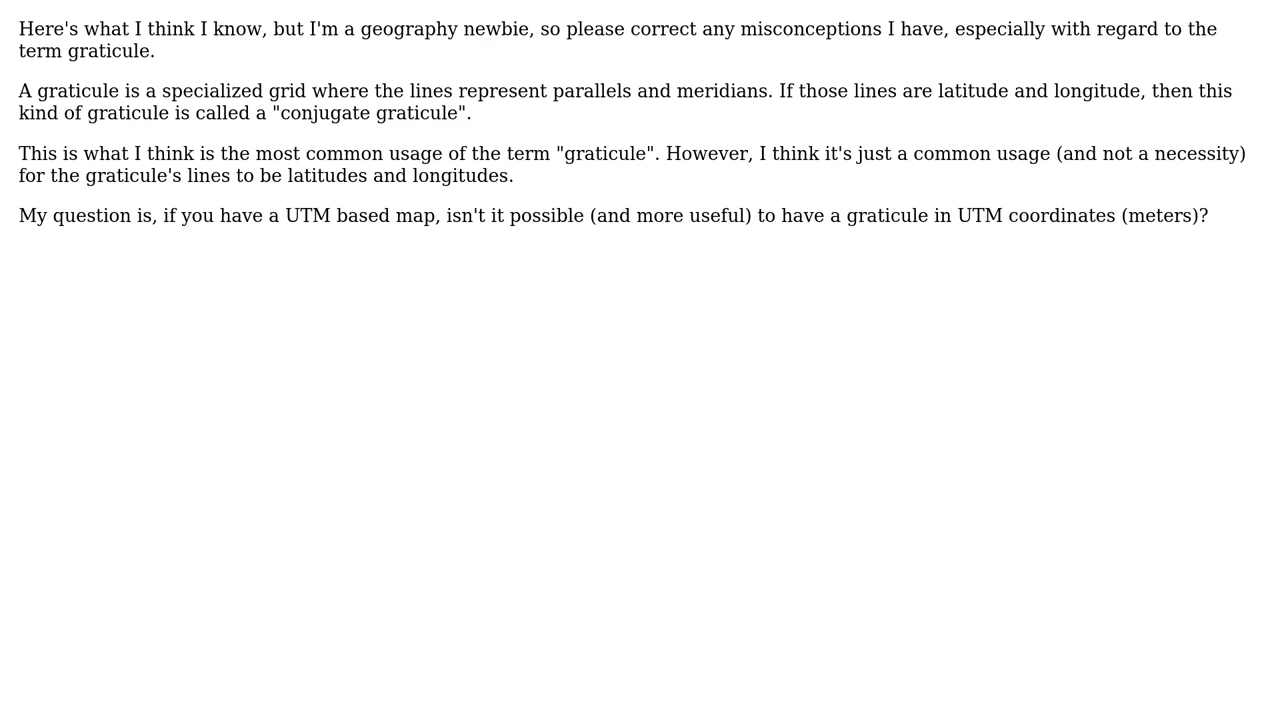 Here's what I think I know, but I'm a geography newbie, so please correct any misconceptions I have, especially with regard to the
term graticule.
A graticule is a specialized grid where the lines represent parallels and meridians. If those lines are latitude and longitude, then this
kind of graticule is called a "conjugate graticule".
This is what I think is the most common usage of the term "graticule". However, I think it's just a common usage (and not a necessity)
for the graticule's lines to be latitudes and longitudes.
My question is, if you have a UTM based map, isn't it possible (and more useful) to have a graticule in UTM coordinates (meters)?